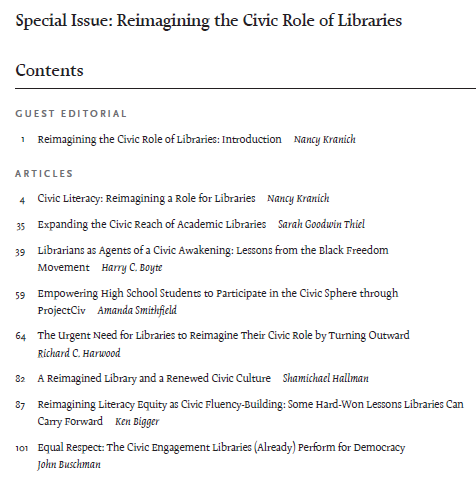 Special Issue: Reimagining the Civic Role of Libraries
Contents
GUEST EDITORIAL
1 Reimagining the Civic Role of Libraries: Introduction Nancy Kranich
ARTICLES
4 Civic Literacy: Reimagining a Role for Libraries Nancy Kranich
35 Expanding the Civic Reach of Academic Libraries Sarah Goodwin Thiel
39 Librarians as Agents of a Civic Awakening: Lessons from the Black Freedom
Movement Harry C. Boyte
59 Empowering High School Students to Participate in the Civic Sphere through
ProjectCiv Amanda Smithfield
64 The Urgent Need for Libraries to Reimagine Their Civic Role by Turning Outward
Richard C. Harwood
82 A Reimagined Library and a Renewed Civic Culture Shamichael Hallman
87 Reimagining Literacy Equity as Civic Fluency-Building: Some Hard-Won Lessons Libraries Can
Carry Forward Ken Bigger
101 Equal Respect: The Civic Engagement Libraries (Already) Perform for Democracy
John Buschman